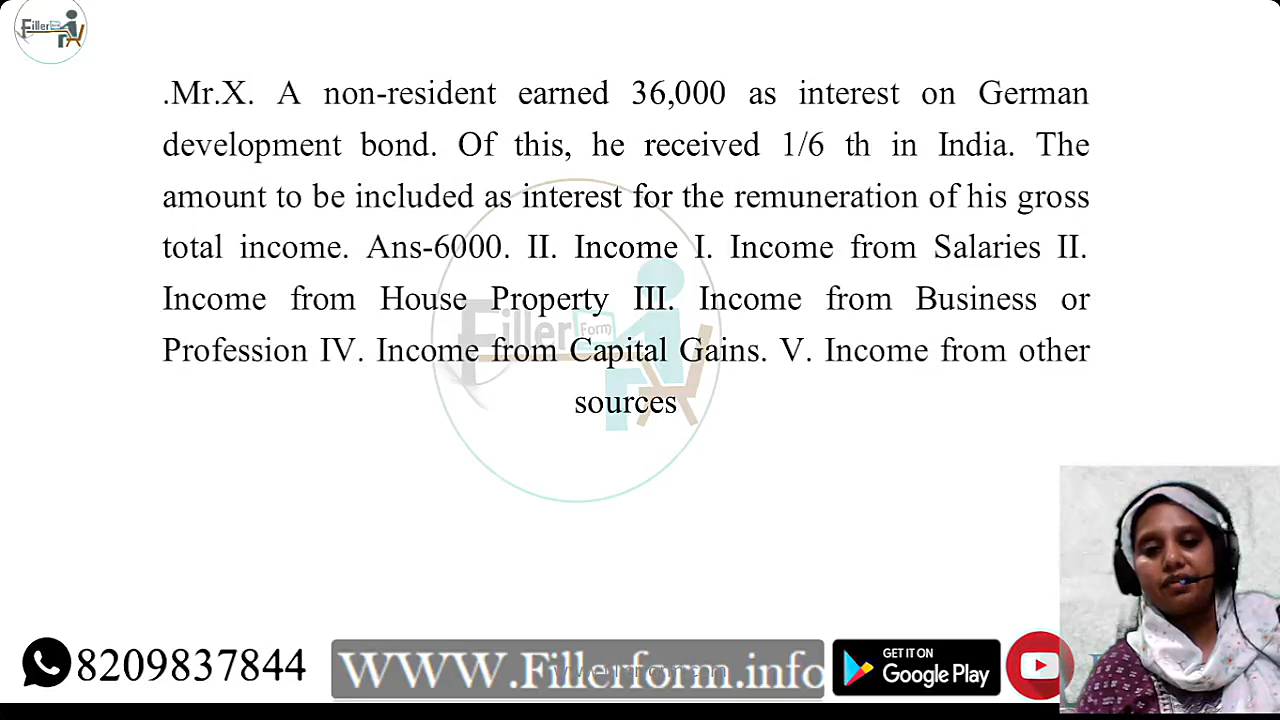 Filler
.Mr.X. A non-resident earned 36,000 as interest on German
development bond. Of this, he received 1/6 th in India. The
amount to be included as interest for the remuneration of his gross
total income. Ans-6000. II. Income I. Income from Salaries II.
Income from House Property III. Income from Business or
Profession IV. Income from Capital Gains. V. Income from other
sources
Filler Form
8209837844
WWW.Fillerform.info
GET IT ON
Google Play